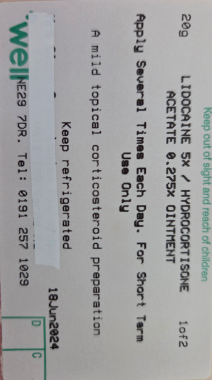 Keep out of sight and reach of children
20g LIDOCAINE 5% / HYDROCORTISONE 1of2
ACETATE 0.275% OINTMENT
Apply Several Times Each Day. For Short Term
Use Only
A mild topical corticosteroid preparation
Keep refrigerated
18Jun2024
well NE29 7DR. Tel: 0191 257 1029
D C